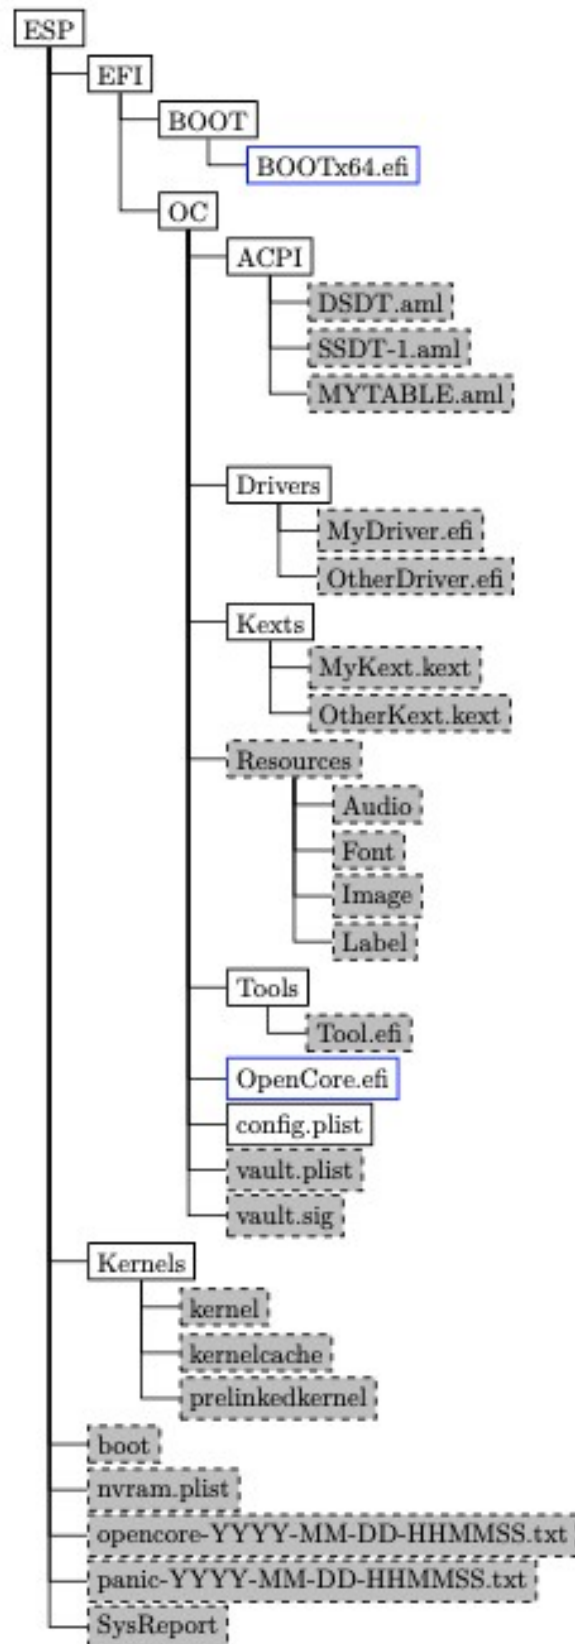 ESP
EFI
BOOT
BOOTx64.efi
OC
ACPI
DSDT.aml
SSDT-1.aml
MYTABLE.aml
Drivers
MyDriver.efi
OtherDriver.efi
Kexts
MyKext.kext
OtherKext.kext
Resources
Audio
Font
Image
Label
Tools
Tool.efi
OpenCore.efi
config.plist
vault.plist
vault.sig
Kernels
kernel
kernelcache
prelinkedkernel
boot
nvram.plist
opencore-YYYY-MM-DD-HHMMSS.txt
panic-YYYY-MM-DD-HHMMSS.txt
SysReport